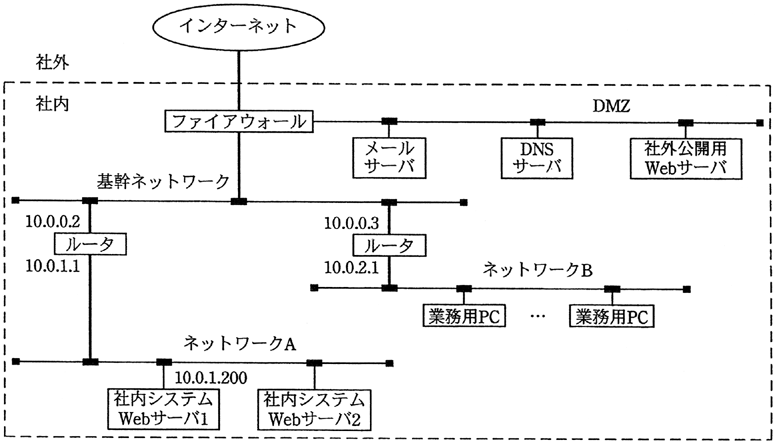 インターネット
社外
社内
DMZ
ファイアウォール
メール
サーバ
DNS
サーバ
社外公開用
Webサーバ
基幹ネットワーク
10.0.0.2
ルータ
10.0.1.1
10.0.0.3
ルータ
10.0.2.1
ネットワークB
業務用PC
…
業務用PC
ネットワークA
10.0.1.200
社内システム
Webサーバ1
社内システム
Webサーバ2